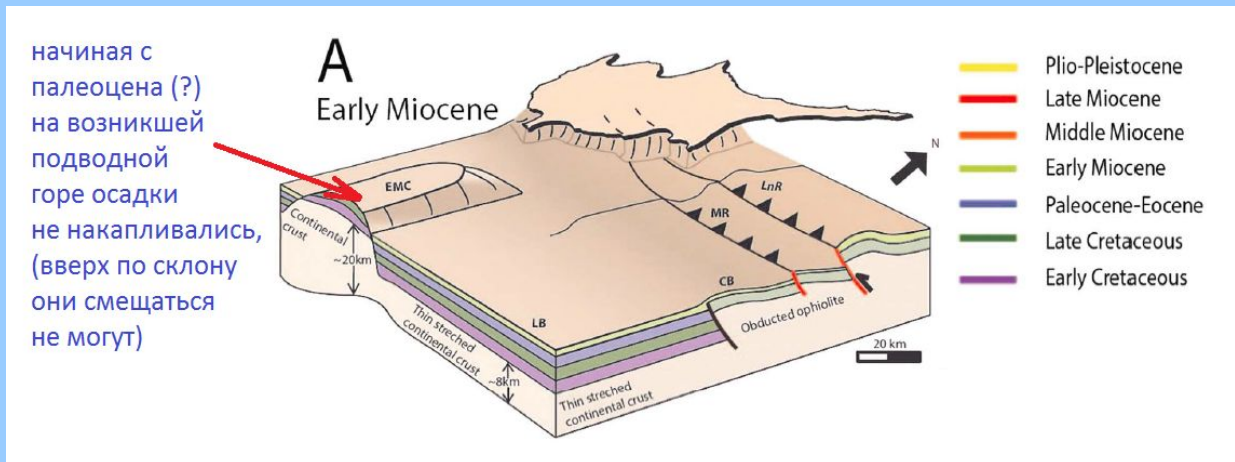 начиная с
палеоцена (?)
на возникшей
подводной
горе осадки
не накапливались,
(вверх по склону
они смещаться
не могут)
A
Early Miocene
EMC
Continental
crust
~20km
Thin streched
continental crust
LB
~8km
Thin streched
continental crust
CB
MR
LnR
Obducted ophiolite
N
20 km
Plio-Pleistocene
Late Miocene
Middle Miocene
Early Miocene
Paleocene-Eocene
Late Cretaceous
Early Cretaceous